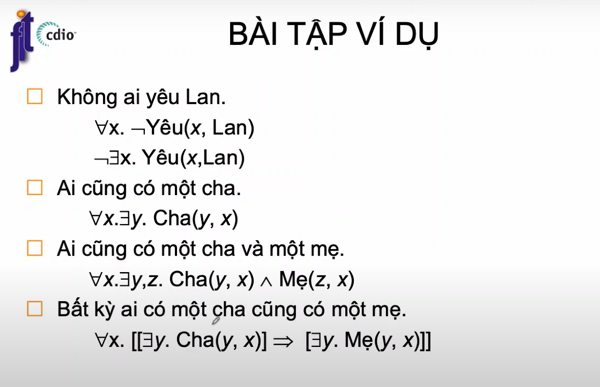 fit cdio
BÀI TẬP VÍ DỤ
Không ai yêu Lan.
∀x. ¬Yêu(x, Lan)
¬∃x. Yêu(x,Lan)
Ai cũng có một cha.
∀x.∃y. Cha(y, x)
Ai cũng có một cha và một mẹ.
∀x.∃y,z. Cha(y, x) ∧ Mẹ(z, x)
Bất kỳ ai có một cha cũng có một mẹ.
∀x. [[∃y. Cha(y, x)] ⇒ [∃y. Mẹ(y, x)]]